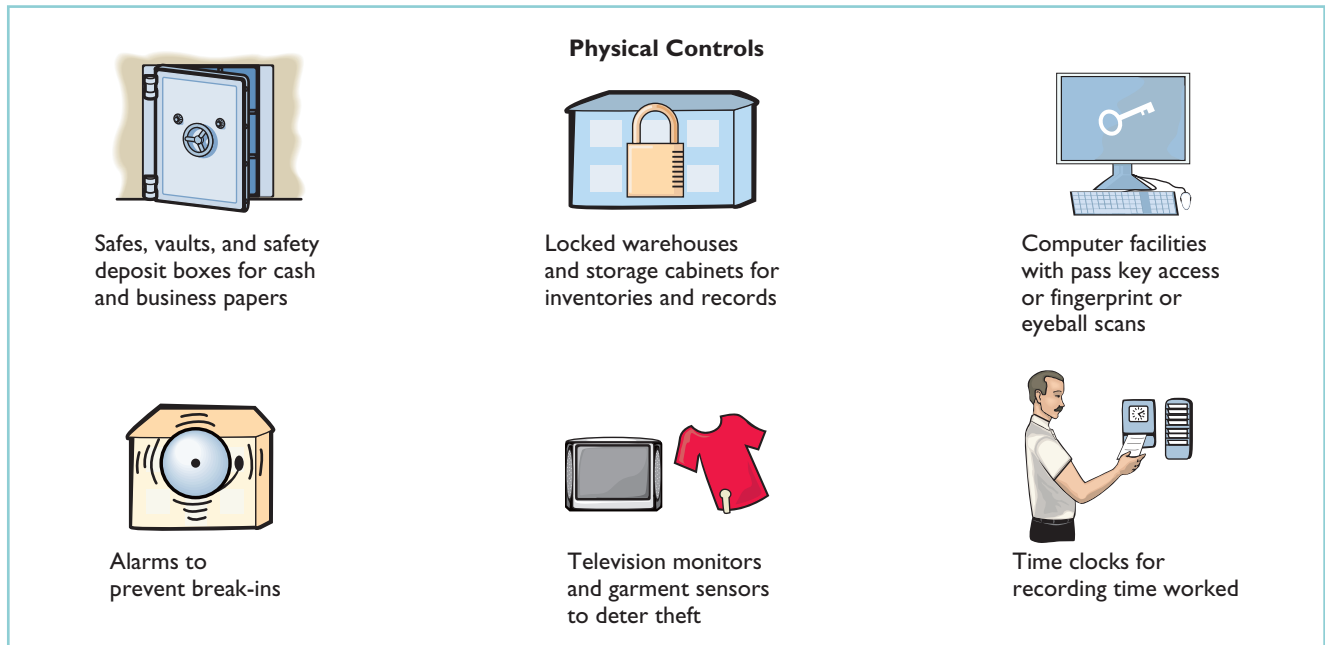 Physical Controls
Safes, vaults, and safety
deposit boxes for cash
and business papers
Locked warehouses
and storage cabinets for
inventories and records
Computer facilities
with pass key access
or fingerprint or
eyeball scans
Alarms to
prevent break-ins
Television monitors
and garment sensors
to deter theft
Time clocks for
recording time worked